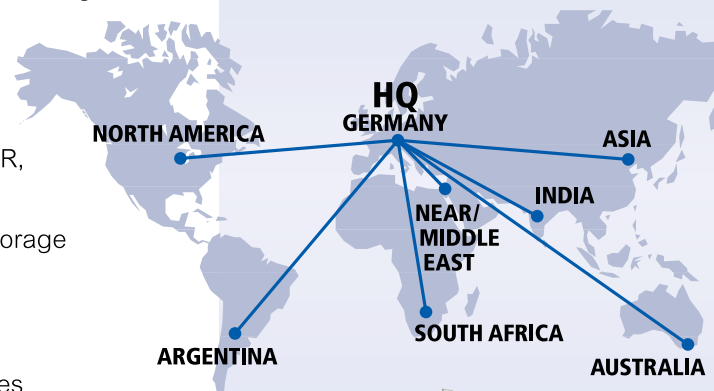 HQ
GERMANY
NORTH AMERICA
ASIA
R,
INDIA
NEAR/
MIDDLE
EAST
orage
SOUTH AFRICA
ARGENTINA
AUSTRALIA
es